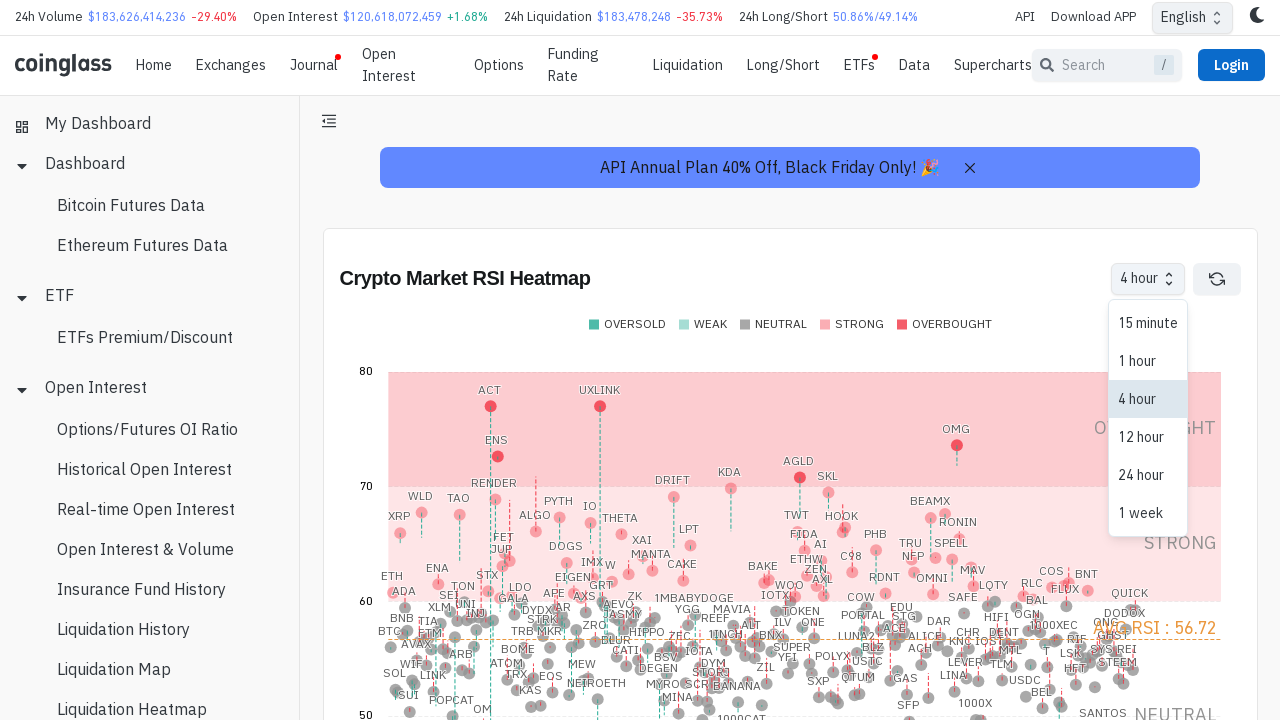 24h Volume $183,626,414,236 -29.40% Open Interest $120,618,072,459 +1.68% 24h Liquidation $183,478,248 -35.73% 24h Long/Short 50.86%/49.14% API Download APP English
coinglass Home Exchanges Journal Open Interest Options Funding Rate Liquidation Long/Short ETFs Data Supercharts Search / Login
My Dashboard
Dashboard
Bitcoin Futures Data
Ethereum Futures Data
ETF
ETFs Premium/Discount
Open Interest
Options/Futures OI Ratio
Historical Open Interest
Real-time Open Interest
Open Interest & Volume
Insurance Fund History
Liquidation History
Liquidation Map
Liquidation Heatmap
API Annual Plan 40% Off, Black Friday Only! 🎉
Crypto Market RSI Heatmap
4 hour
15 minute
1 hour
4 hour
12 hour
24 hour
1 week
OVERSOLD WEAK NEUTRAL STRONG OVERBOUGHT
80
ACT UXLINK
OMG
ENS
AGLD
RENDER DRIFT KDA SKL
70
XRP WLD TAO ALGO PYTH IO THETA LPT TWT HOOK BEAMX RONIN
FET JUP DOGS XAI FIDA AI PHB TRU SPELL
ETH ENA STX EIGEN IMX W MANTA CAKE BAKE ETHW ZEN C98 NFP MAV COS BNT
ADA TON LDO CRT AXL RDNT OMNI LQTY RLC FLUX
SEI GALA APE AXS ZK 1MBABYDOGE WOO IOTX COW SAFE BAL QUICK
60
BNB XLM UNI INJ DYDX AR AEVO YGG MAVIA TOKEN PORTAL EDU HIFI OGN DODOX
BTC TIA STRK ZRO MASMY REEF ALT ILV ONE STG DAR 1000XEC ONG
FTM TRB MKR BLUR HIPPO ZEC 1INCH BNX LUNA2 ACE ALICE CHR DENT GHST
AVG RSI : 56.72
AVAX ARB BOME CATI BSV IOTA SUPER BLZ ACH KNC IOST MTL T RIF SYS REI
WIF ATOM MEW DEGEN DYM ZIL YFI POLYX USTC LEVER TLM LSK HFT STEEM
SOL LINK TRX EOS NEIROETH MYRO SCR STORJ BANANA SXP QTUM GAS LINA USDC
SUI POPCAT KAS MINA SFP 1000X BEL SANTOS
OM 1000CAT
STRONG
NEUTRAL
50